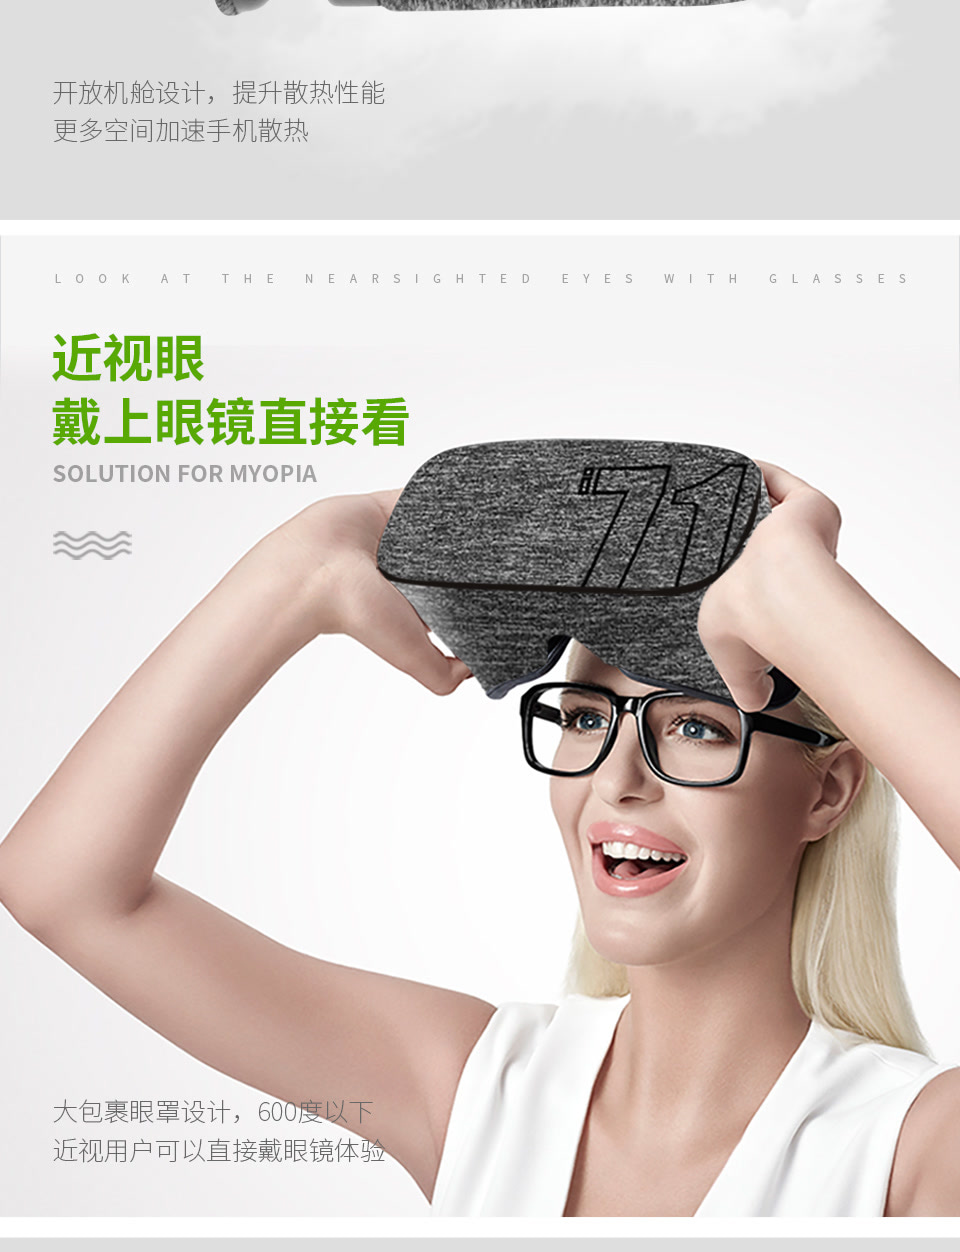 开放机舱设计，提升散热性能
更多空间加速手机散热
LOOK AT THE NEARSIGHTED EYES WITH GLASSES
近视眼
戴上眼镜直接看
SOLUTION FOR MYOPIA
i71
大包裹眼罩设计，600度以下
近视用户可以直接戴眼镜体验